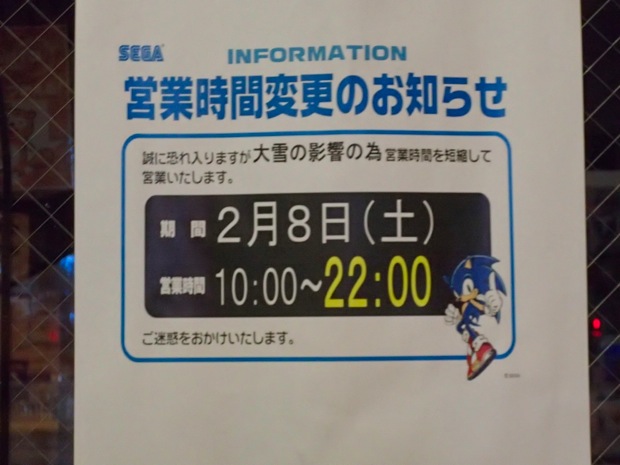 SEGA
INFORMATION
営業時間変更のお知らせ
誠に恐れ入りますが大雪の影響の為営業時間を短縮して
営業いたします。
期間 2月8日(土)
営業時間 10:00~22:00
ご迷惑をおかけいたします。